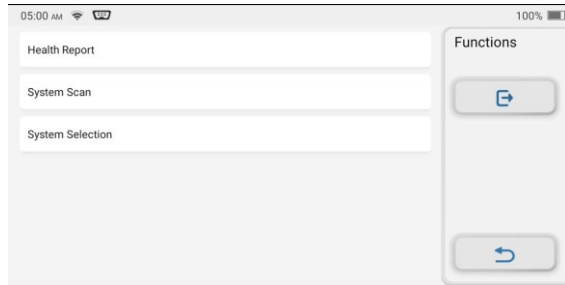 05:00 AM
100%
Health Report
System Scan
System Selection
Functions